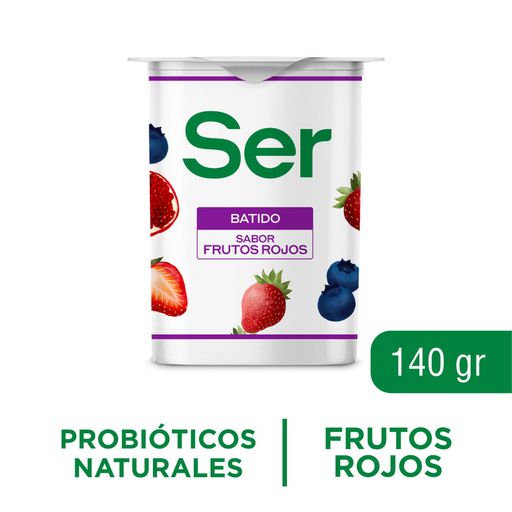 Ser
BATIDO
SABOR
FRUTOS ROJOS
140 gr
PROBIÓTICOS
NATURALES
FRUTOS
ROJOS